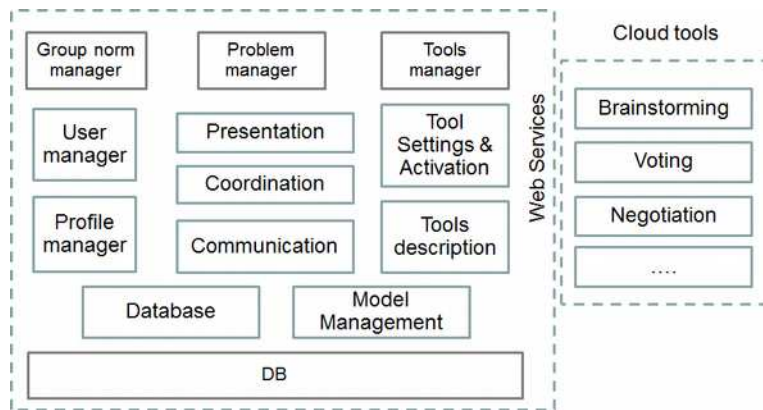 Cloud tools
Group norm
manager
Problem
manager
Tools
manager
User
manager
Presentation
Tool
Settings &
Activation
Coordination
Profile
manager
Communication
Tools
description
Database
Model
Management
DB
Web Services
Brainstorming
Voting
Negotiation
....